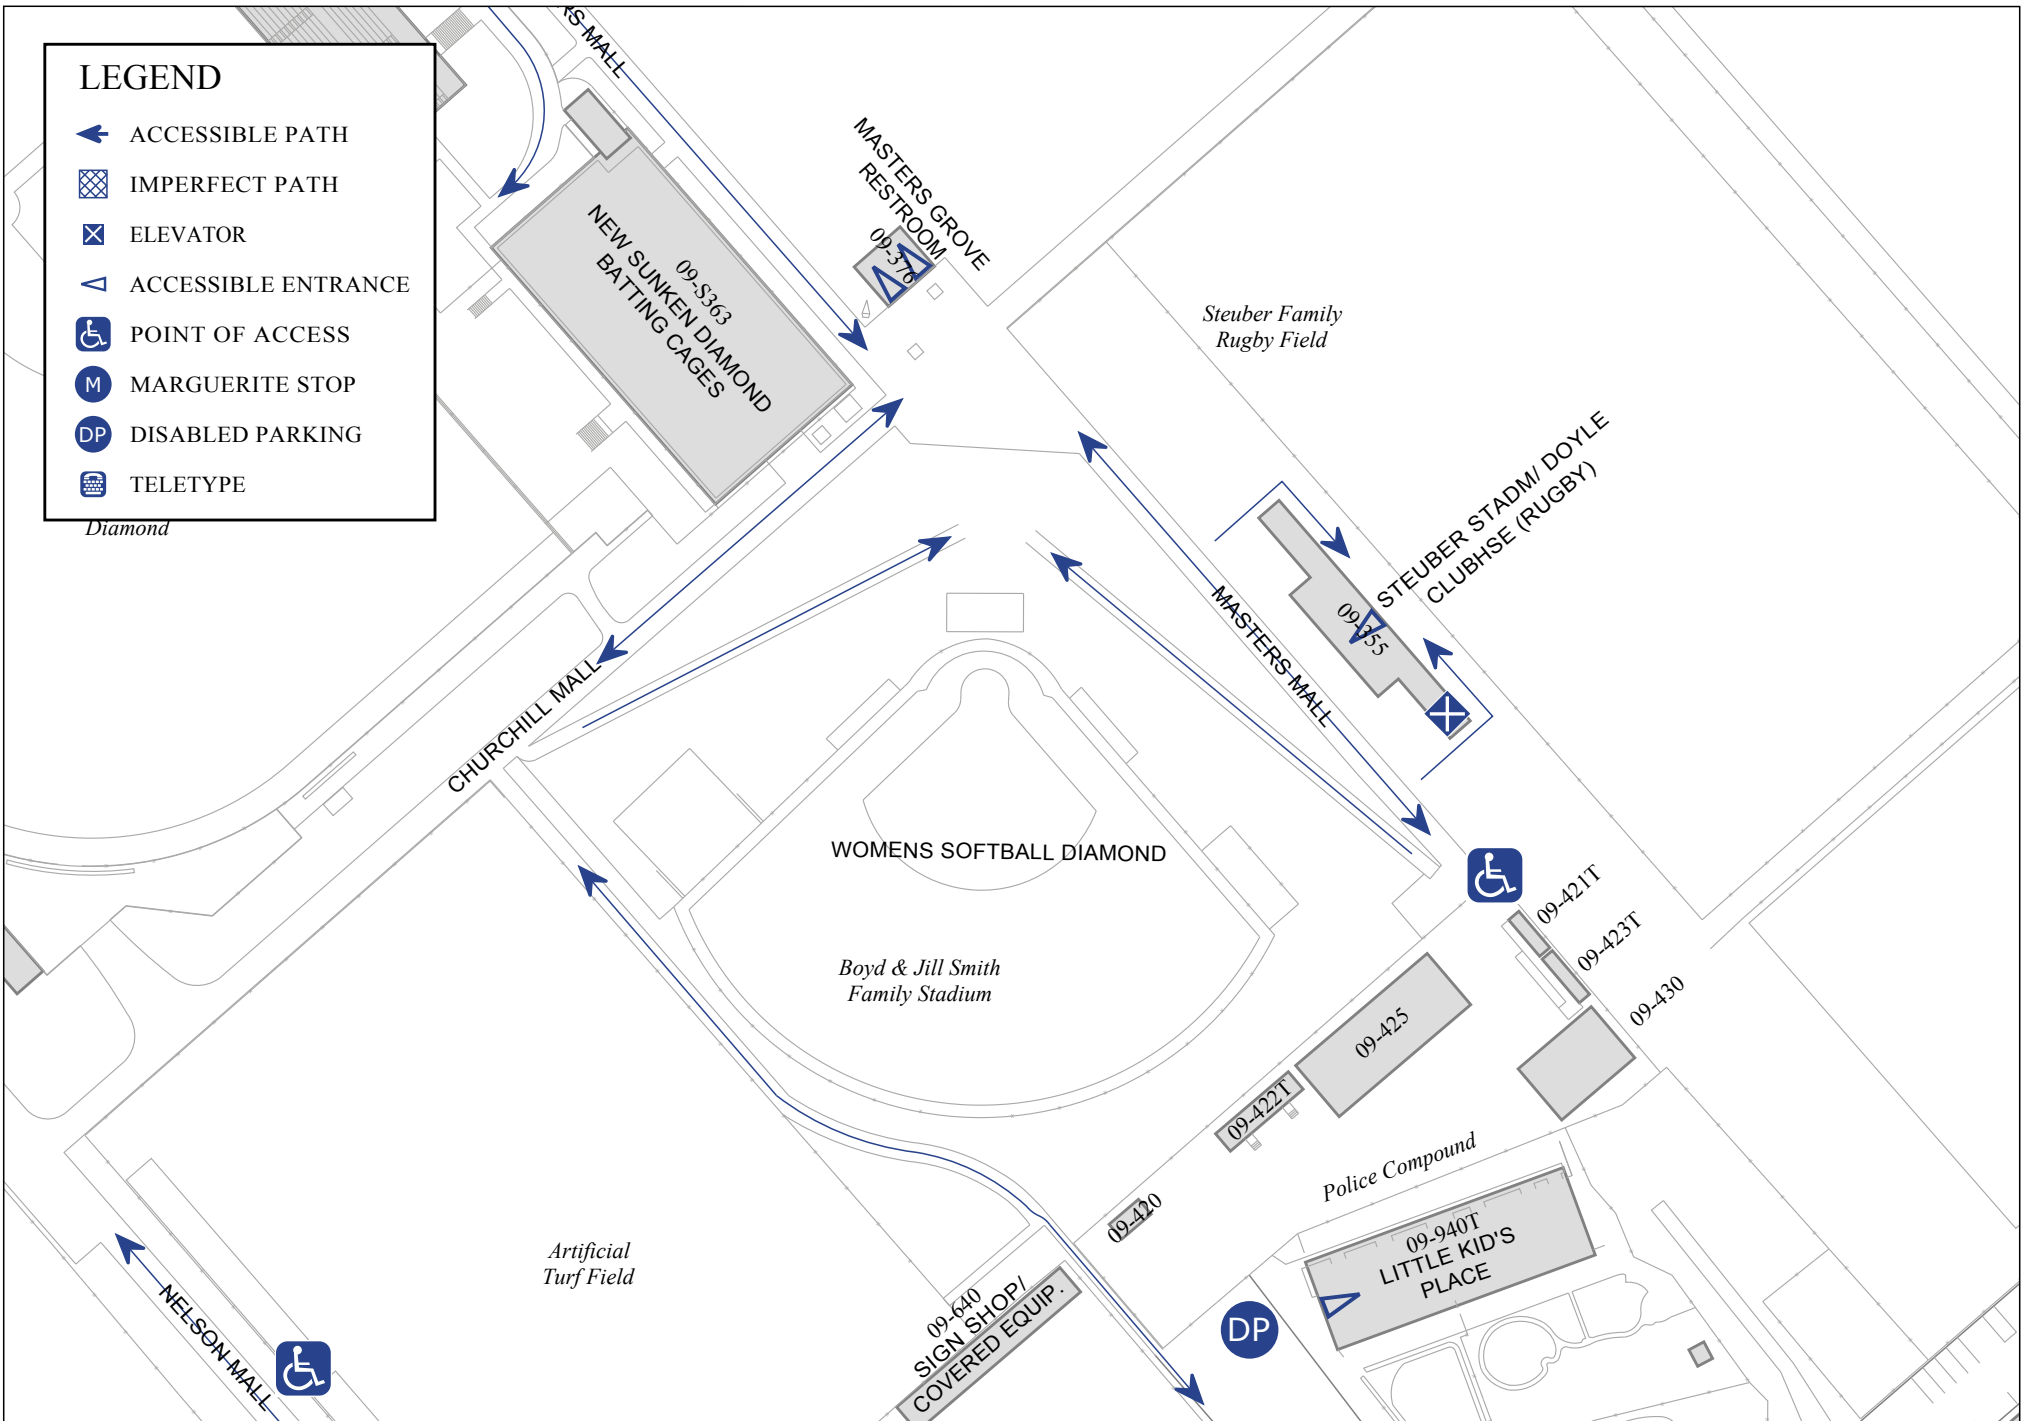 LEGEND
ACCESSIBLE PATH
IMPERFECT PATH
ELEVATOR
ACCESSIBLE ENTRANCE
POINT OF ACCESS
M MARGUERITE STOP
DP DISABLED PARKING
TELETYPE
Diamond
RS MALL
MASTERS GROVE
RESTROOM
09-376
09-S363
NEW SUNKEN DIAMOND
BATTING CAGES
Steuber Family
Rugby Field
STEUBER STADM/ DOYLE
CLUBHSE (RUGBY)
09-355
MASTERS MALL
CHURCHILL MALL
WOMENS SOFTBALL DIAMOND
Boyd & Jill Smith
Family Stadium
09-421T
09-423T
09-430
09-425
09-422T
09-420
Police Compound
09-940T
LITTLE KID'S
PLACE
DP
Artificial
Turf Field
09-640
SIGN SHOP/
COVERED EQUIP.
NELSON MALL